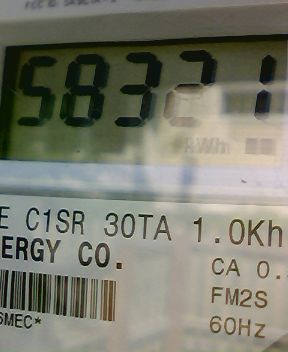 58321
kWh
E C1SR 30TA 1.0Kh
ERGY CO.
CA 0.
FM2S
60Hz
SMEC*